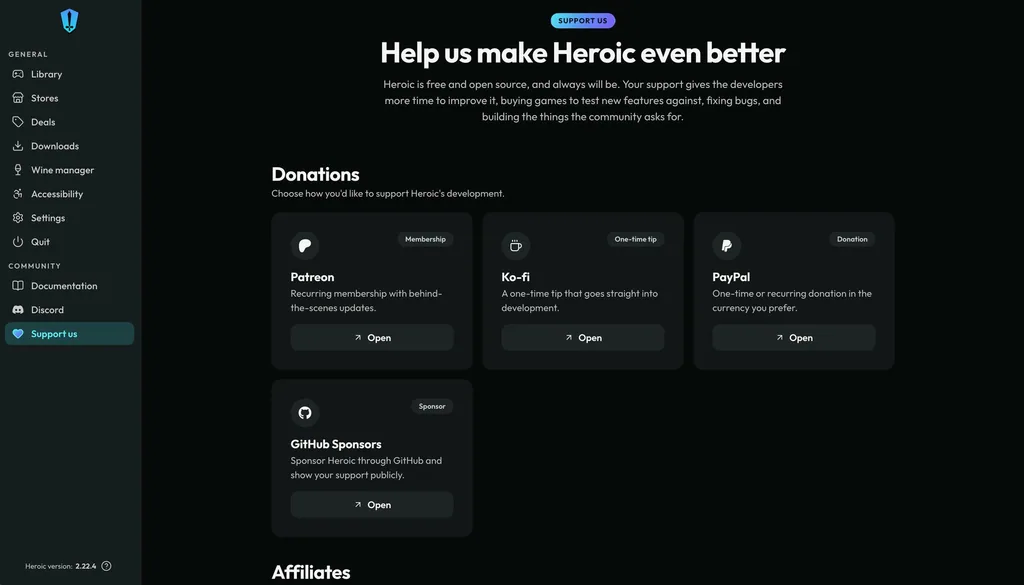 GENERAL
Library
Stores
Deals
Downloads
Wine manager
Accessibility
Settings
Quit
COMMUNITY
Documentation
Discord
Support us
Heroic version: 2.22.4
SUPPORT US
Help us make Heroic even better
Heroic is free and open source, and always will be. Your support gives the developers
more time to improve it, buying games to test new features against, fixing bugs, and
building the things the community asks for.
Donations
Choose how you'd like to support Heroic's development.
Membership
Patreon
Recurring membership with behind-
the-scenes updates.
Open
One-time tip
Ko-fi
A one-time tip that goes straight into
development.
Open
Donation
PayPal
One-time or recurring donation in the
currency you prefer.
Open
Sponsor
GitHub Sponsors
Sponsor Heroic through GitHub and
show your support publicly.
Open
Affiliates